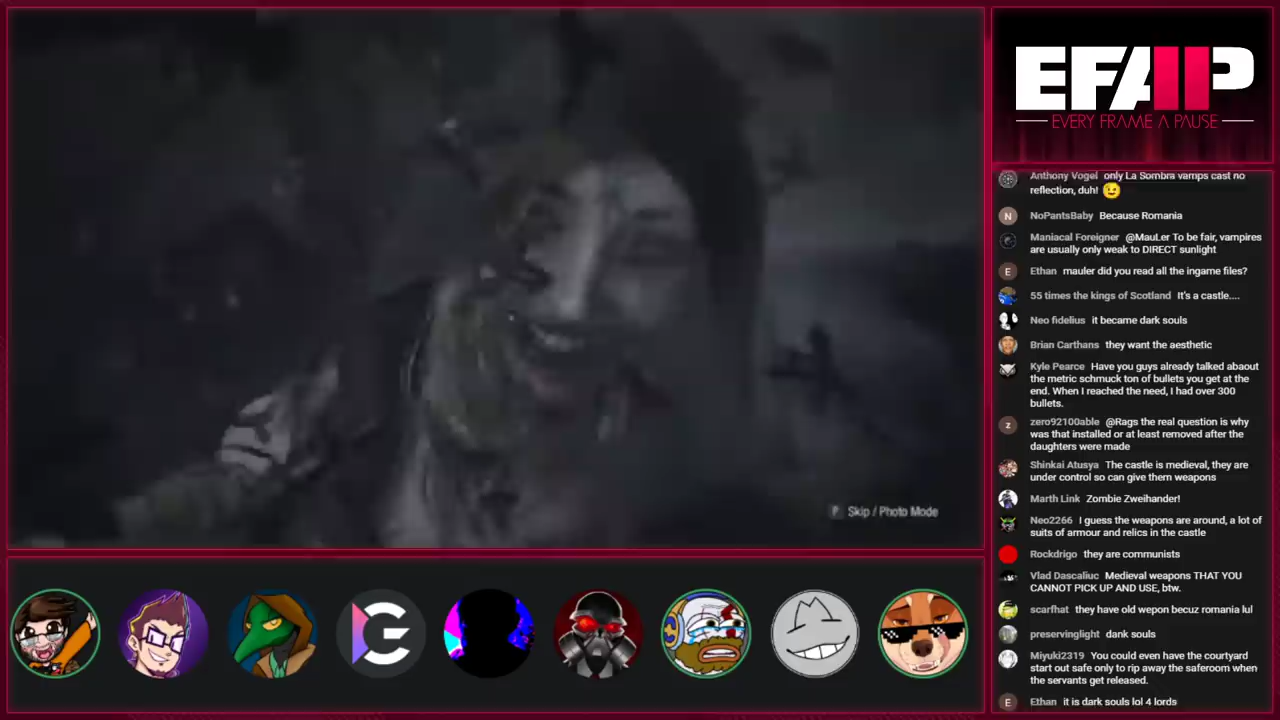 P Skip / Photo Mode
EFAP
EVERY FRAME A PAUSE
Anthony Vogel only La Sombra vamps cast no
reflection, duh! 😉
N NoPantsBaby Because Romania
Maniacal Foreigner @MauLer To be fair, vampires
are usually only weak to DIRECT sunlight
E Ethan mauler did you read all the ingame files?
55 times the kings of Scotland It's a castle....
Neo fidelius it became dark souls
Brian Carthans they want the aesthetic
Kyle Pearce Have you guys already talked abaout
the metric schmuck ton of bullets you get at the
end. When I reached the need, I had over 300
bullets.
z zero92100able @Rags the real question is why
was that installed or at least removed after the
daughters were made
Shinkai Atusya The castle is medieval, they are
under control so can give them weapons
Marth Link Zombie Zweihander!
Neo2266 I guess the weapons are around, a lot of
suits of armour and relics in the castle
Rockdrigo they are communists
Vlad Dascaliuc Medieval weapons THAT YOU
CANNOT PICK UP AND USE, btw.
scarfhat they have old wepon becuz romania lul
preservinglight dank souls
Miyuki2319 You could even have the courtyard
start out safe only to rip away the saferoom when
the servants get released.
E Ethan it is dark souls lol 4 lords